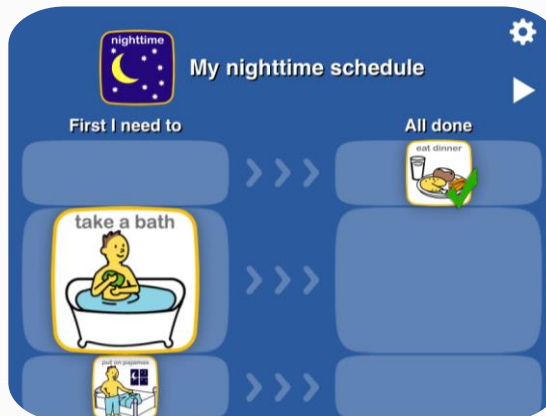 nighttime
My nighttime schedule
First I need to
All done
eat dinner
take a bath
put on pajamas